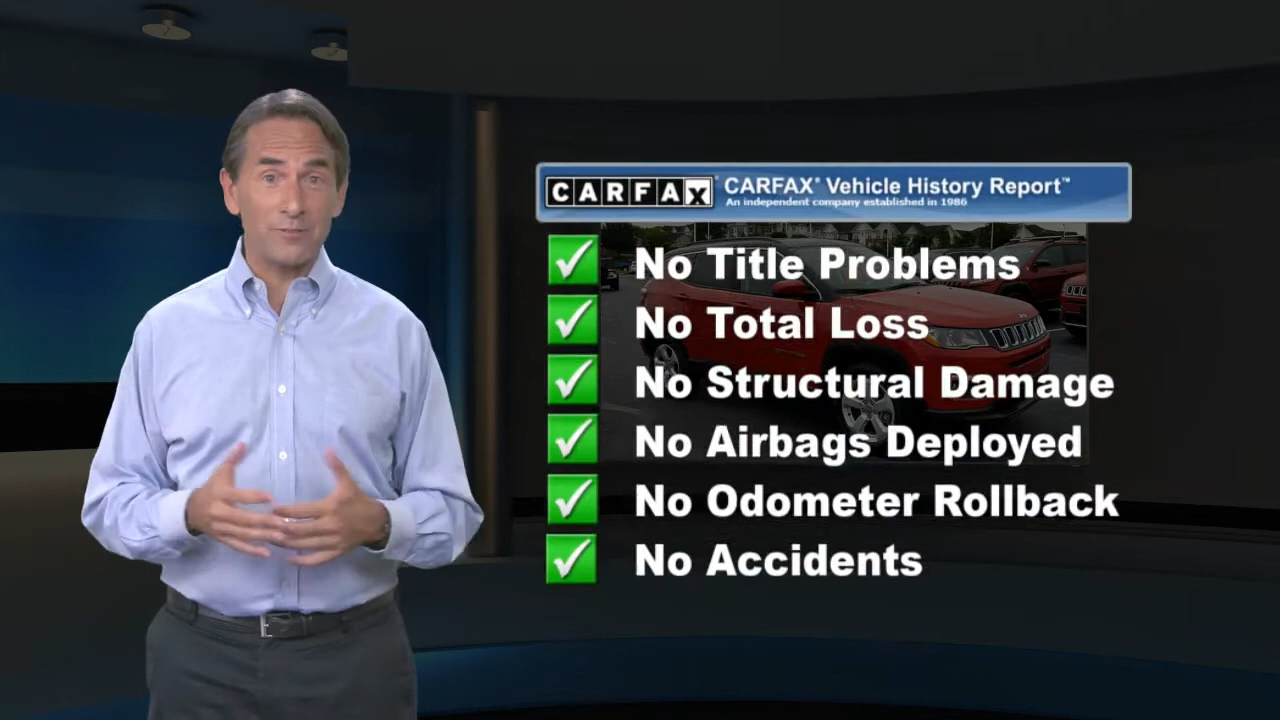 CARFAX
CARFAX® Vehicle History Report™
An independent company established in 1986
No Title Problems
No Total Loss
No Structural Damage
No Airbags Deployed
No Odometer Rollback
No Accidents